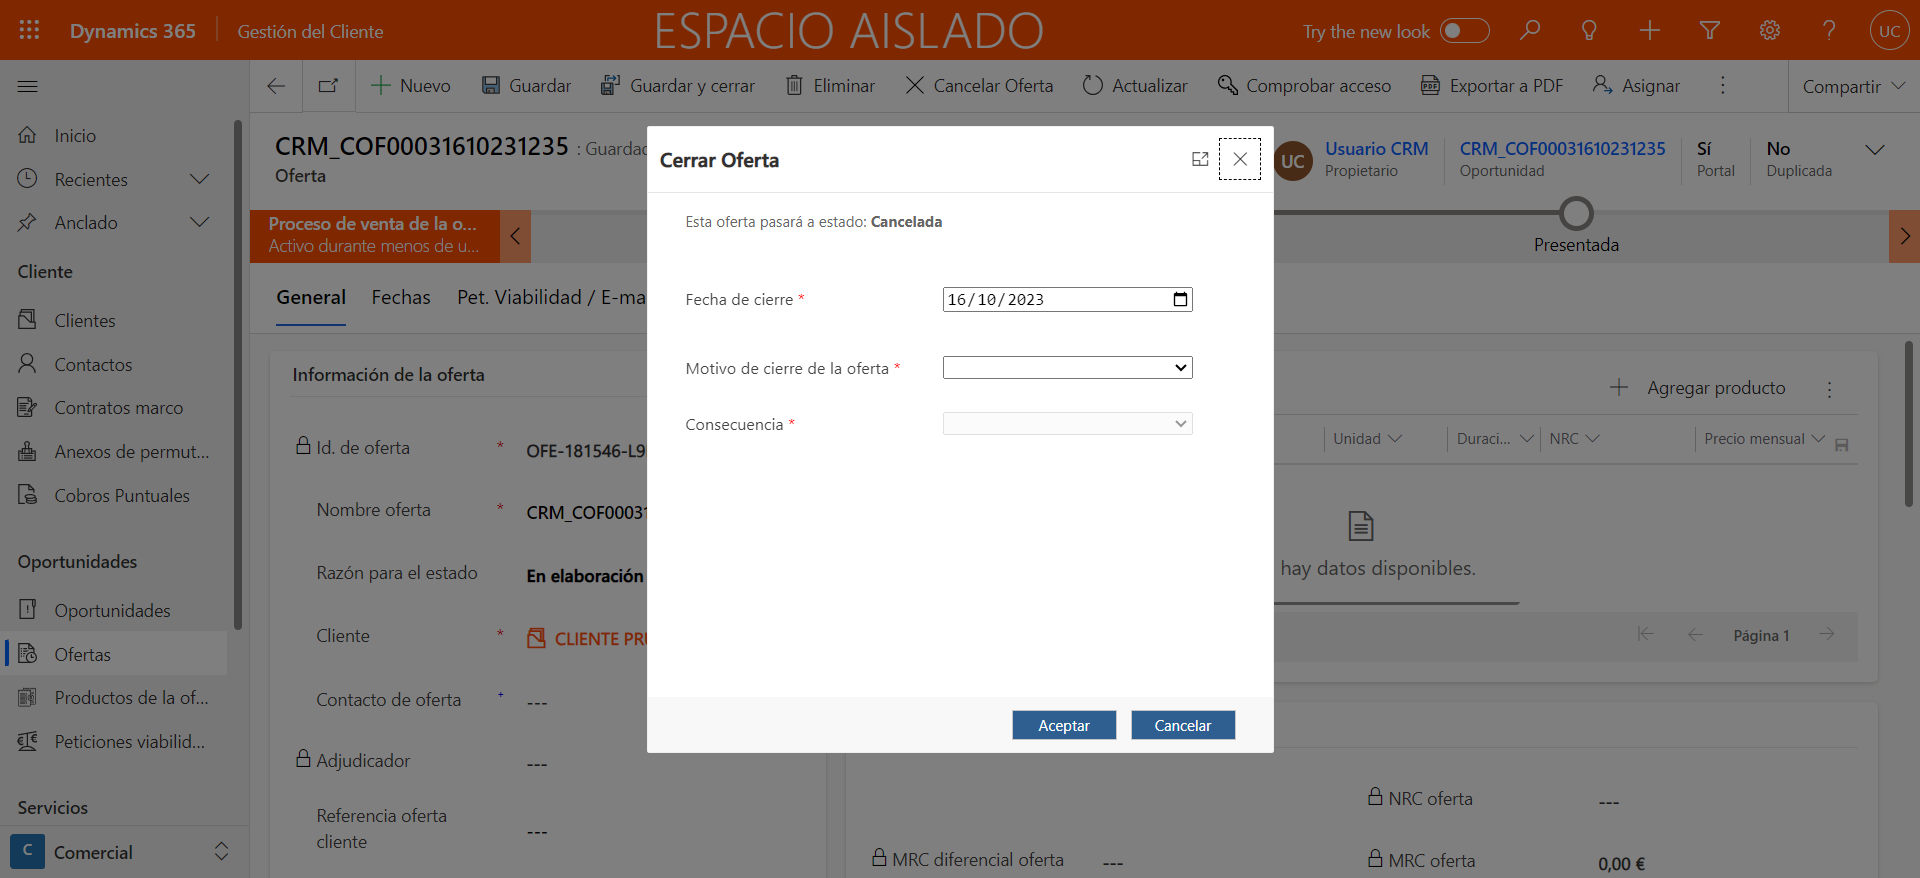 Dynamics 365
Gestión del Cliente
ESPACIO AISLADO
Try the new look
UC
Nuevo
Guardar
Guardar y cerrar
Eliminar
Cancelar Oferta
Actualizar
Comprobar acceso
PDF
Exportar a PDF
Asignar
Compartir
Inicio
Recientes
Anclado
Cliente
Clientes
Contactos
Contratos marco
Anexos de permut...
Cobros Puntuales
Oportunidades
Oportunidades
Ofertas
Productos de la of...
Peticiones viabilid...
Servicios
C
Comercial
CRM_COF00031610231235
: Guardad
Oferta
UC
Usuario CRM
Propietario
CRM_COF00031610231235
Oportunidad
Sí
Portal
No
Duplicada
Proceso de venta de la o...
Activo durante menos de u...
Presentada
General
Fechas
Pet. Viabilidad / E-ma
Información de la oferta
Id. de oferta *
OFE-181546-L9
Nombre oferta *
CRM_COF0003
Razón para el estado
En elaboración
Cliente *
CLIENTE PR
Contacto de oferta +
---
Adjudicador
---
Referencia oferta
cliente
---
Cerrar Oferta
Esta oferta pasará a estado: Cancelada
Fecha de cierre *
16/10/2023
Motivo de cierre de la oferta *
Consecuencia *
Aceptar
Cancelar
Agregar producto
Unidad
Duraci...
NRC
Precio mensual
hay datos disponibles.
Página 1
NRC oferta
---
MRC diferencial oferta
---
MRC oferta
0,00 €